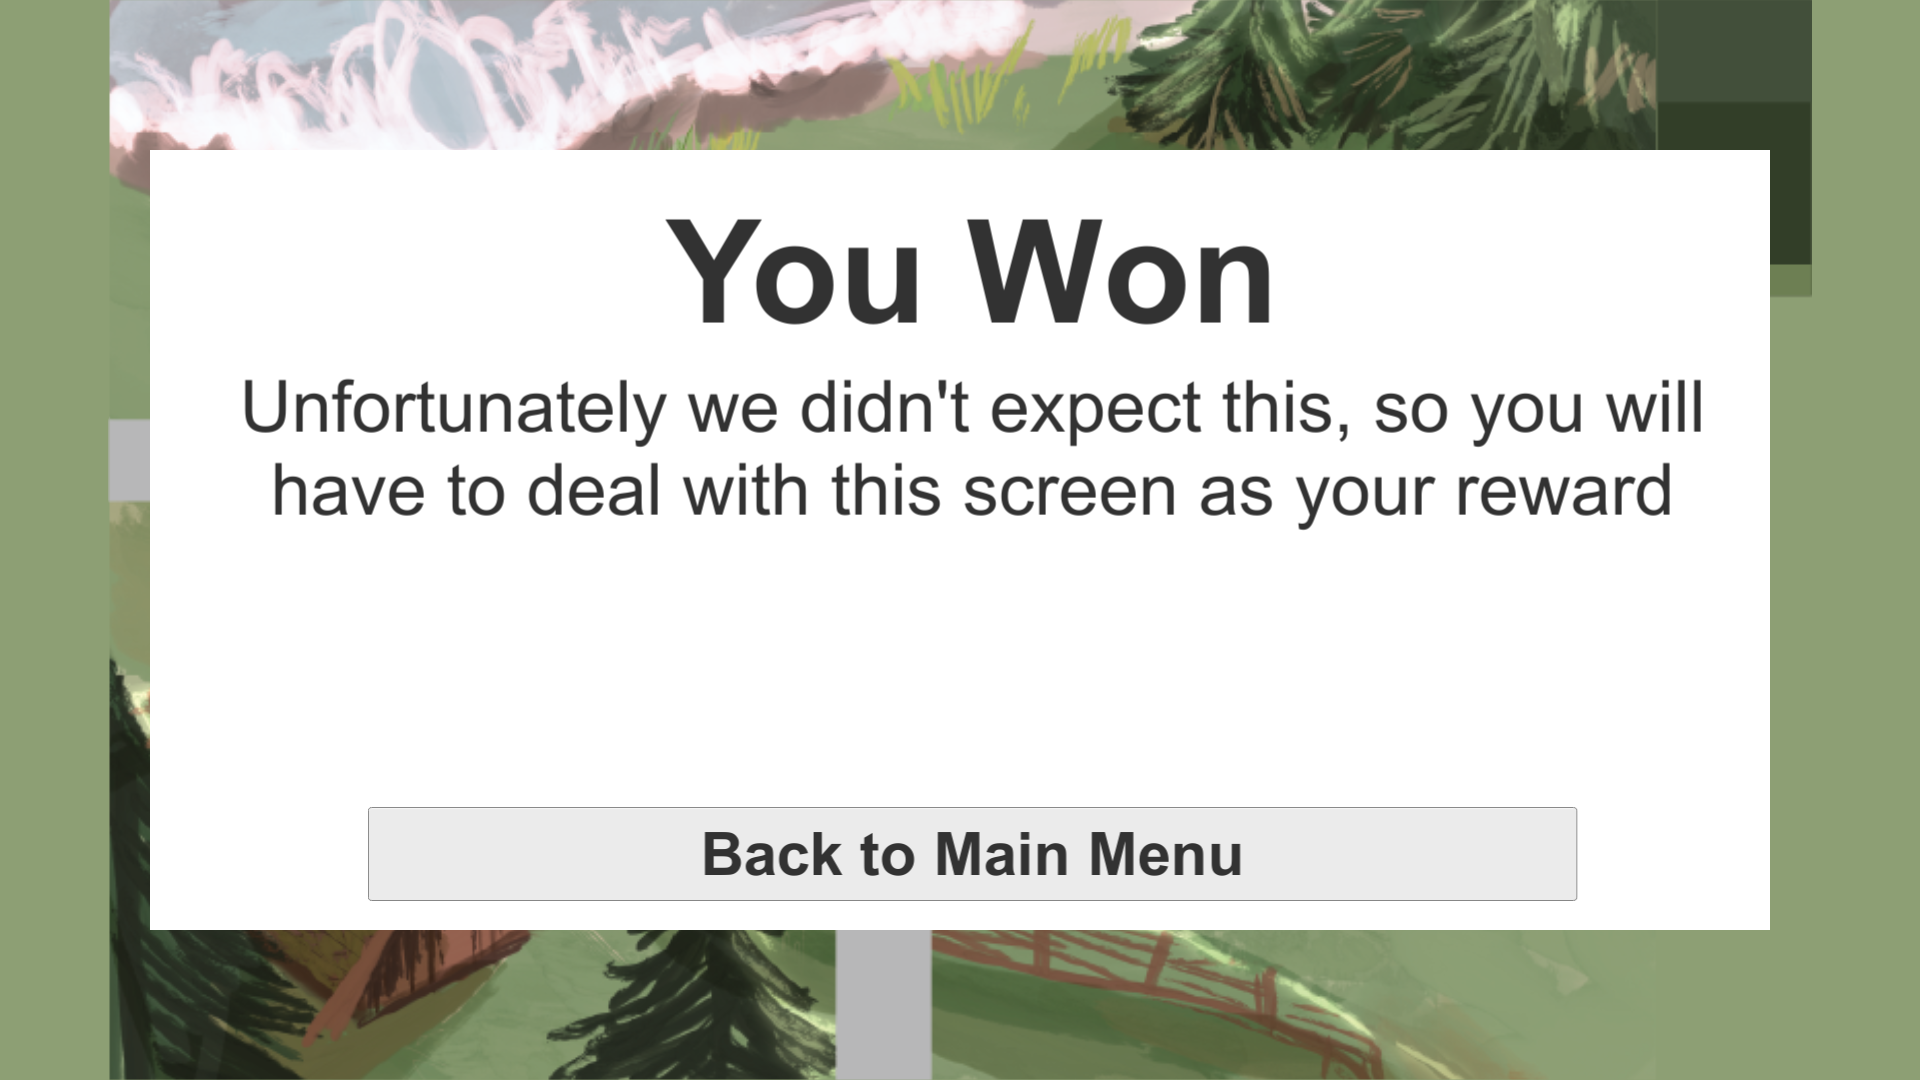 You Won
Unfortunately we didn't expect this, so you will
have to deal with this screen as your reward
Back to Main Menu